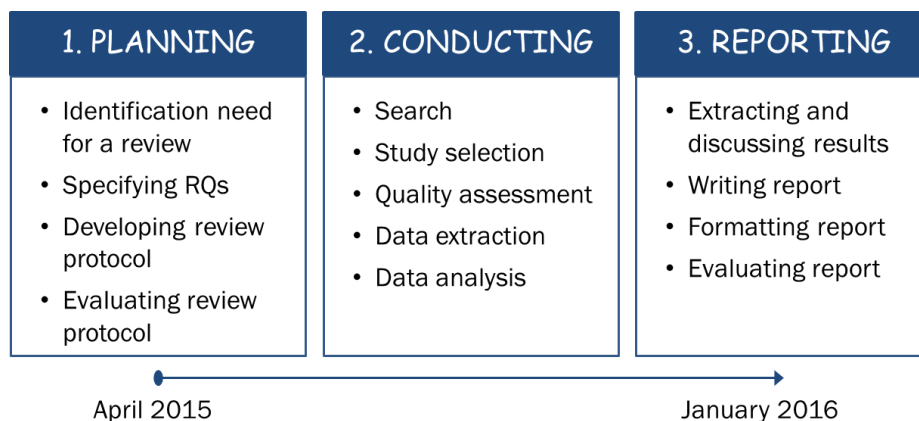 1. PLANNING
• Identification need
for a review
• Specifying RQs
• Developing review
protocol
• Evaluating review
protocol
2. CONDUCTING
• Search
• Study selection
• Quality assessment
• Data extraction
• Data analysis
3. REPORTING
• Extracting and
discussing results
• Writing report
• Formatting report
• Evaluating report
April 2015
January 2016